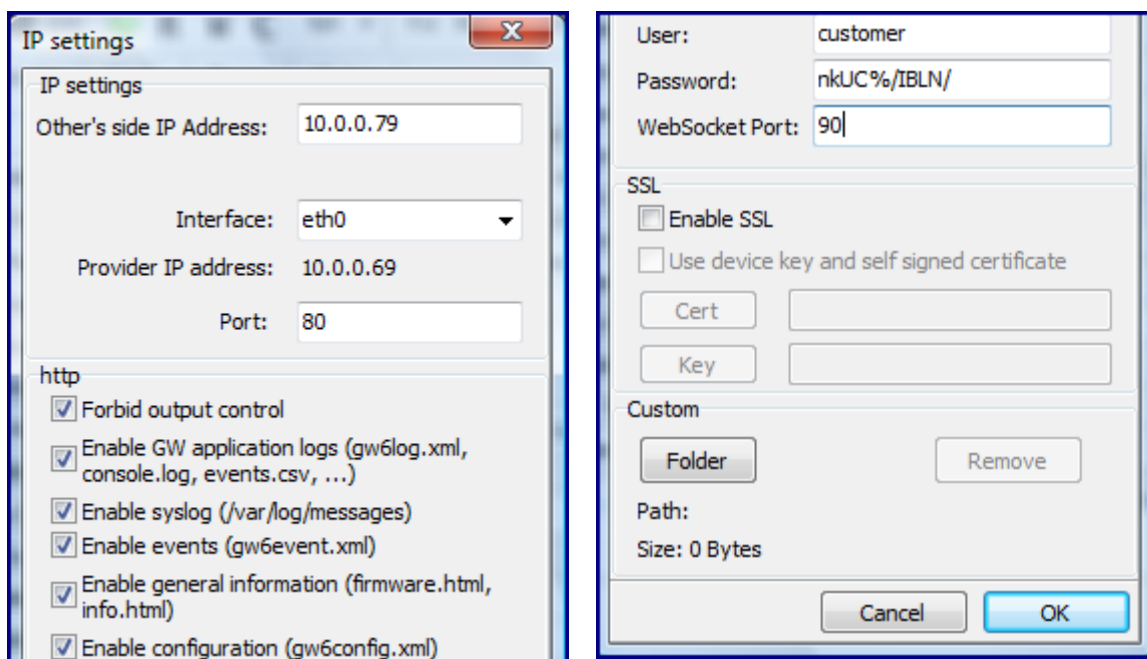 IP settings
IP settings
Other's side IP Address: 10.0.0.79
Interface: eth0
Provider IP address: 10.0.0.69
Port: 80
http
Forbid output control
Enable GW application logs (gw6log.xml,
console.log, events.csv, ...)
Enable syslog (/var/log/messages)
Enable events (gw6event.xml)
Enable general information (firmware.html,
info.html)
Enable configuration (gw6config.xml)
User: customer
Password: nkUC%/IBLN/
WebSocket Port: 90
SSL
Enable SSL
Use device key and self signed certificate
Cert
Key
Custom
Folder Remove
Path:
Size: 0 Bytes
Cancel OK